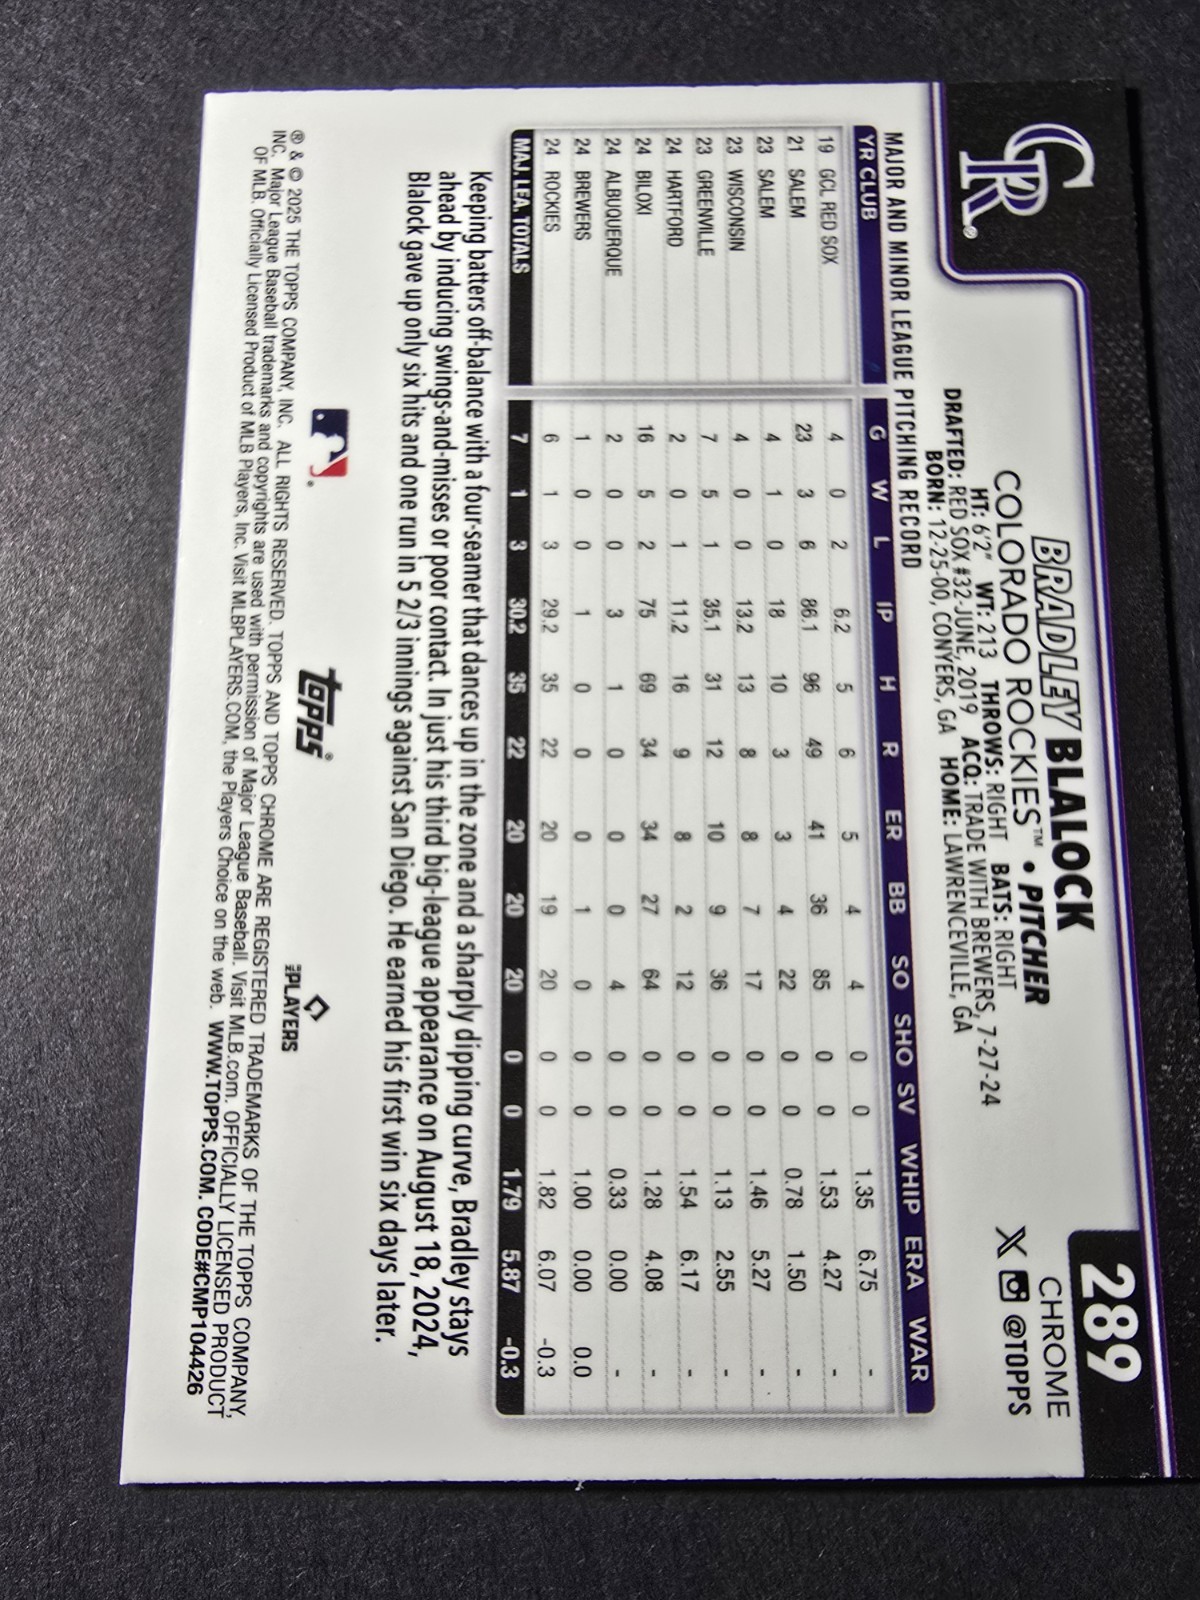 CR®
289
CHROME
X @TOPPS
BRADLEY BLALOCK
COLORADO ROCKIES™ • PITCHER
HT: 6'2" WT: 213 THROWS: RIGHT BATS: RIGHT
DRAFTED: RED SOX #32-JUNE, 2019 ACQ: TRADE WITH BREWERS, 7-27-24
BORN: 12-25-00, CONYERS, GA HOME: LAWRENCEVILLE, GA
MAJOR AND MINOR LEAGUE PITCHING RECORD
YR CLUB G W L IP H R ER BB SO SHO SV WHIP ERA WAR
19 GCL RED SOX 4 0 2 6.2 5 6 5 4 4 0 0 1.35 6.75 -
21 SALEM 23 3 6 86.1 96 49 41 36 85 0 0 1.53 4.27 -
23 SALEM 4 1 0 18 10 3 3 4 22 0 0 0.78 1.50 -
23 WISCONSIN 4 0 0 13.2 13 8 8 7 17 0 0 1.46 5.27 -
23 GREENVILLE 7 5 1 35.1 31 12 10 9 36 0 0 1.13 2.55 -
24 HARTFORD 2 0 1 11.2 16 9 8 2 12 0 0 1.54 6.17 -
24 BILOXI 16 5 2 75 69 34 34 27 64 0 0 1.28 4.08 -
24 ALBUQUERQUE 2 0 0 3 1 0 0 0 4 0 0 0.33 0.00 -
24 BREWERS 1 0 0 1 0 0 0 1 0 0 0 1.00 0.00 0.0
24 ROCKIES 6 1 3 29.2 35 22 20 19 20 0 0 1.82 6.07 -0.3
MAJ. LEA. TOTALS 7 1 3 30.2 35 22 20 20 20 0 0 1.79 5.87 -0.3
Keeping batters off-balance with a four-seamer that dances up in the zone and a sharply dipping curve, Bradley stays
ahead by inducing swings-and-misses or poor contact. In just his third big-league appearance on August 18, 2024,
Blalock gave up only six hits and one run in 5 2/3 innings against San Diego. He earned his first win six days later.
topps®
MLB PLAYERS
® & © 2025 THE TOPPS COMPANY, INC. ALL RIGHTS RESERVED. TOPPS AND TOPPS CHROME ARE REGISTERED TRADEMARKS OF THE TOPPS COMPANY,
INC. Major League Baseball trademarks and copyrights are used with permission of Major League Baseball. Visit MLB.com. OFFICIALLY LICENSED PRODUCT
OF MLB. Officially Licensed Product of MLB Players, Inc. Visit MLBPLAYERS.COM, the Players Choice on the web. WWW.TOPPS.COM. CODE#CMP104426